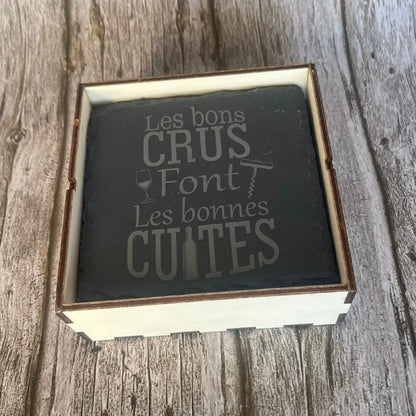 Les bons
CRUS
Font
Les bonnes
CUITES